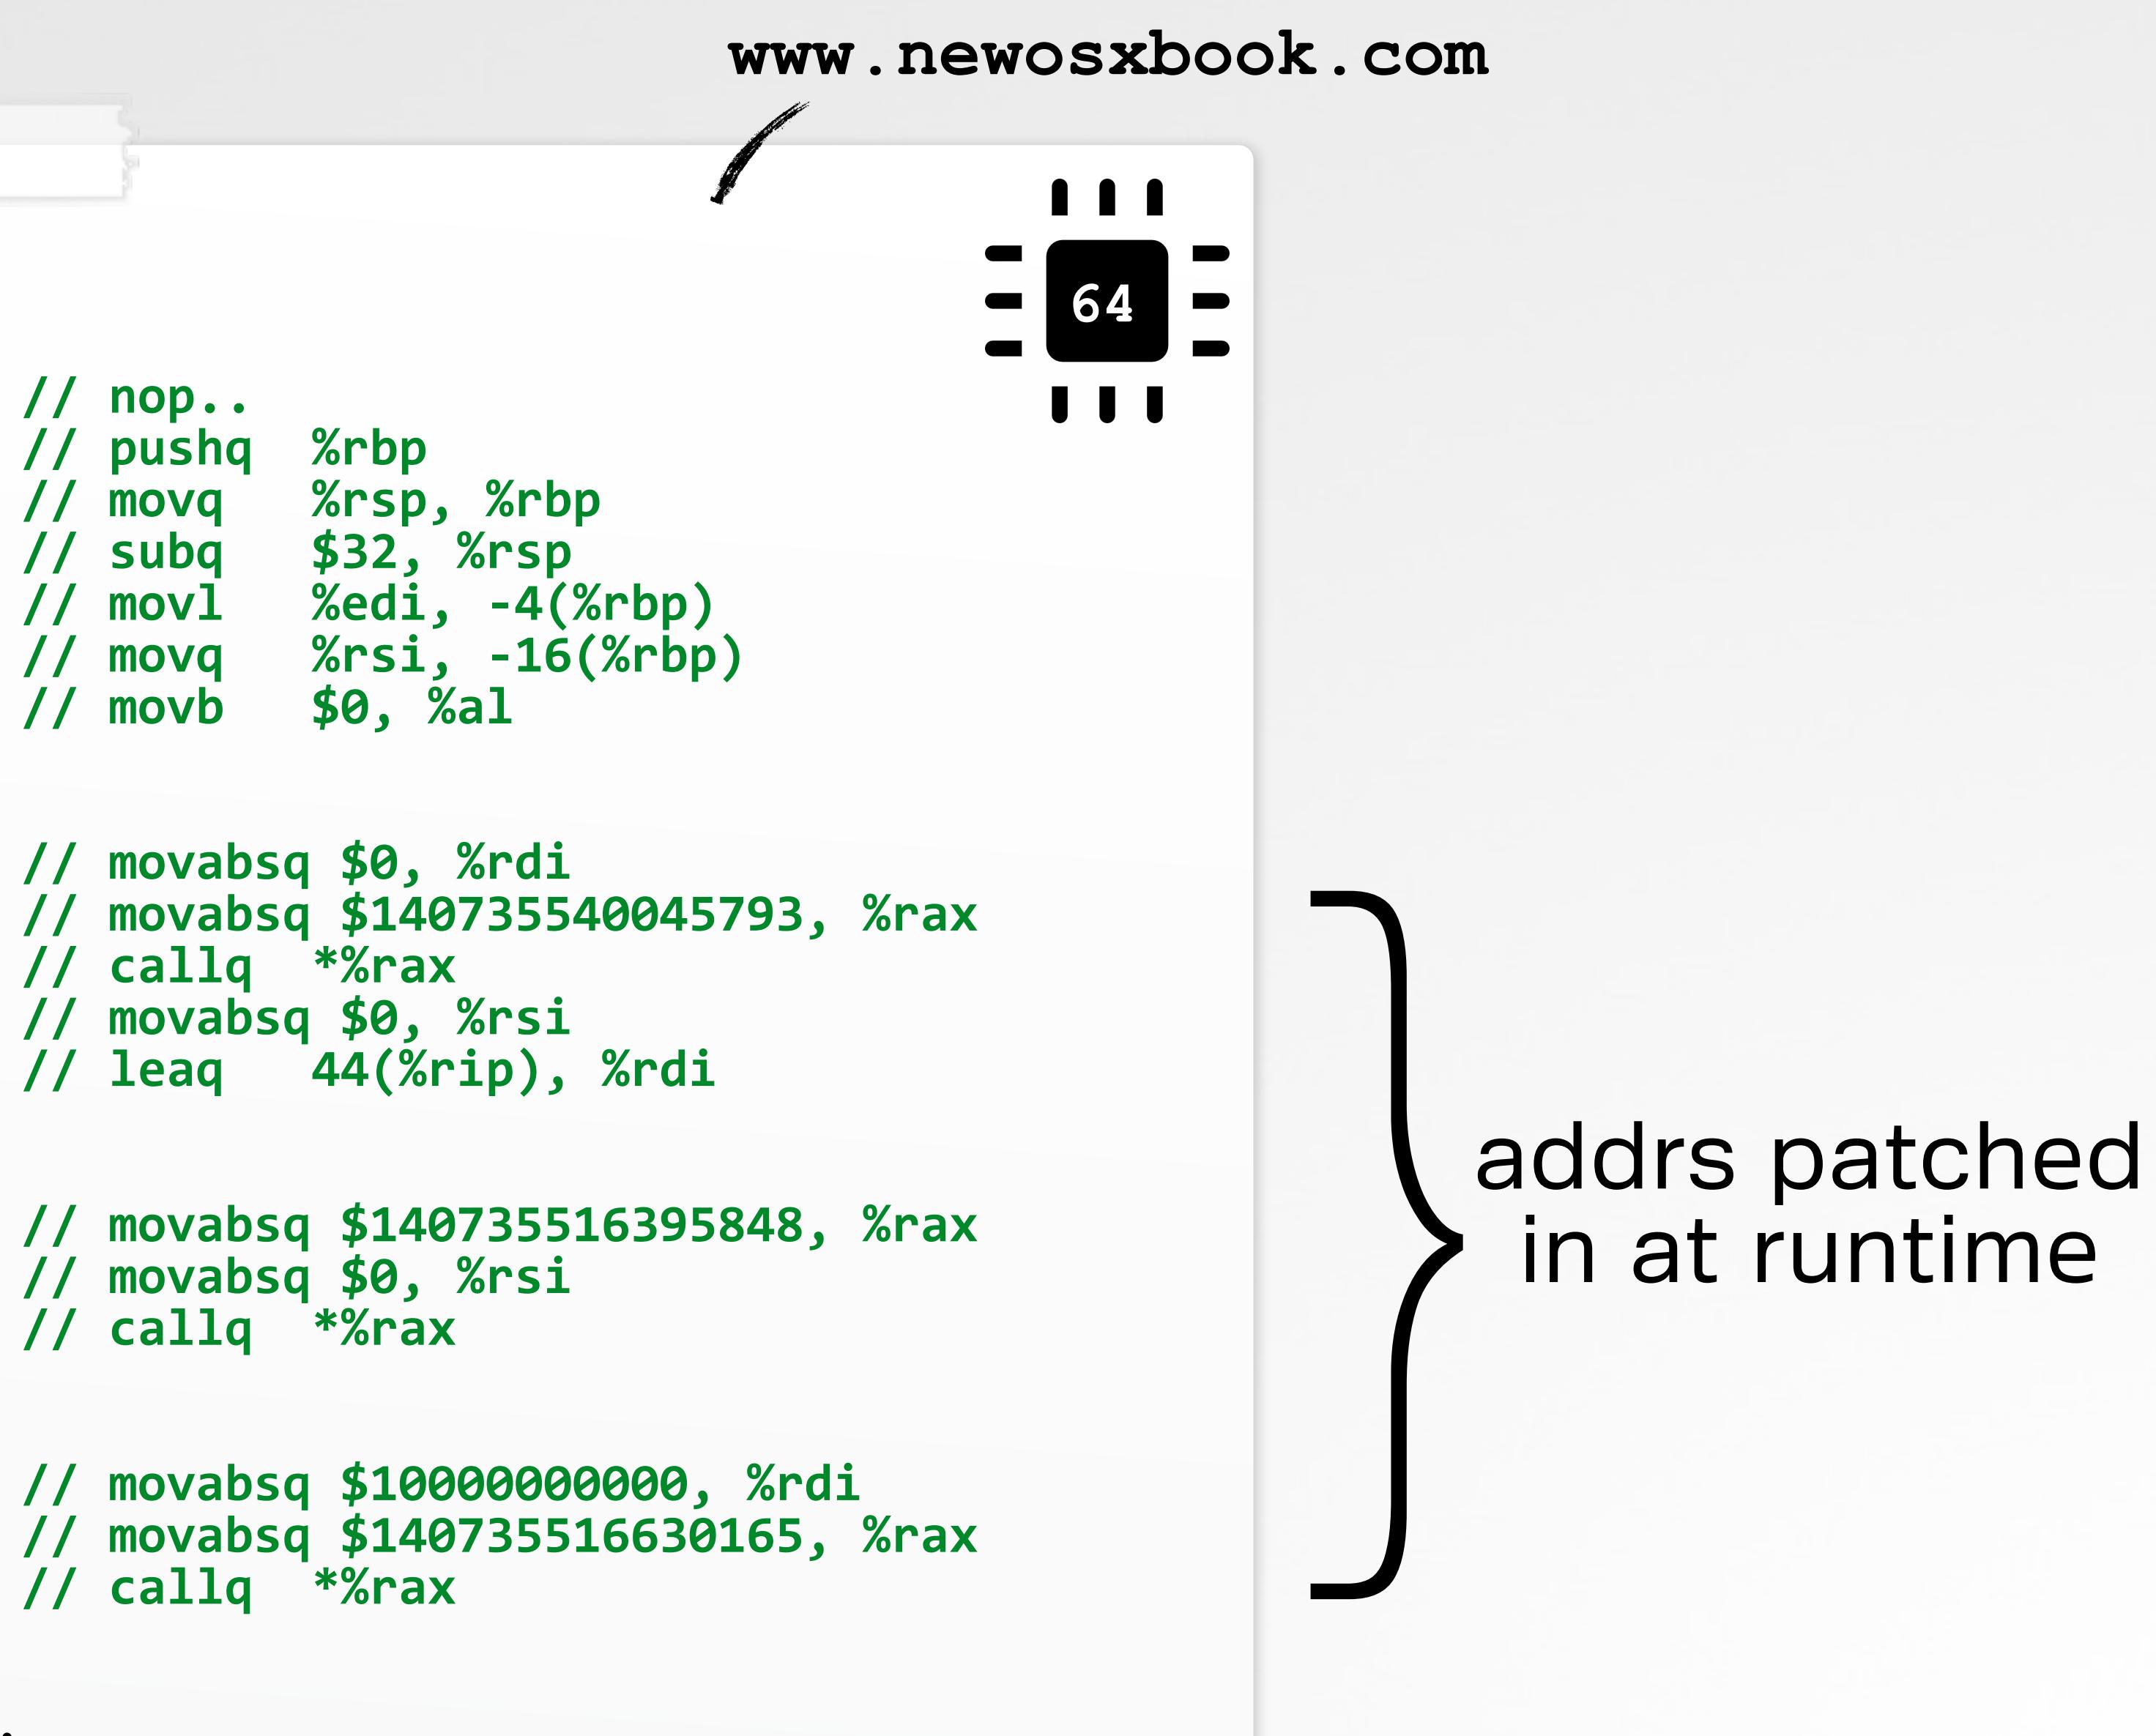 www.newosxbook.com
64
// nop..
// pushq  %rbp
// movq   %rsp, %rbp
// subq   $32, %rsp
// movl   %edi, -4(%rbp)
// movq   %rsi, -16(%rbp)
// movb   $0, %al
// movabsq $0, %rdi
// movabsq $140735540045793, %rax
// callq  *%rax
// movabsq $0, %rsi
// leaq   44(%rip), %rdi
// movabsq $140735516395848, %rax
// movabsq $0, %rsi
// callq  *%rax
// movabsq $10000000000, %rdi
// movabsq $140735516630165, %rax
// callq  *%rax
addrs patched
in at runtime